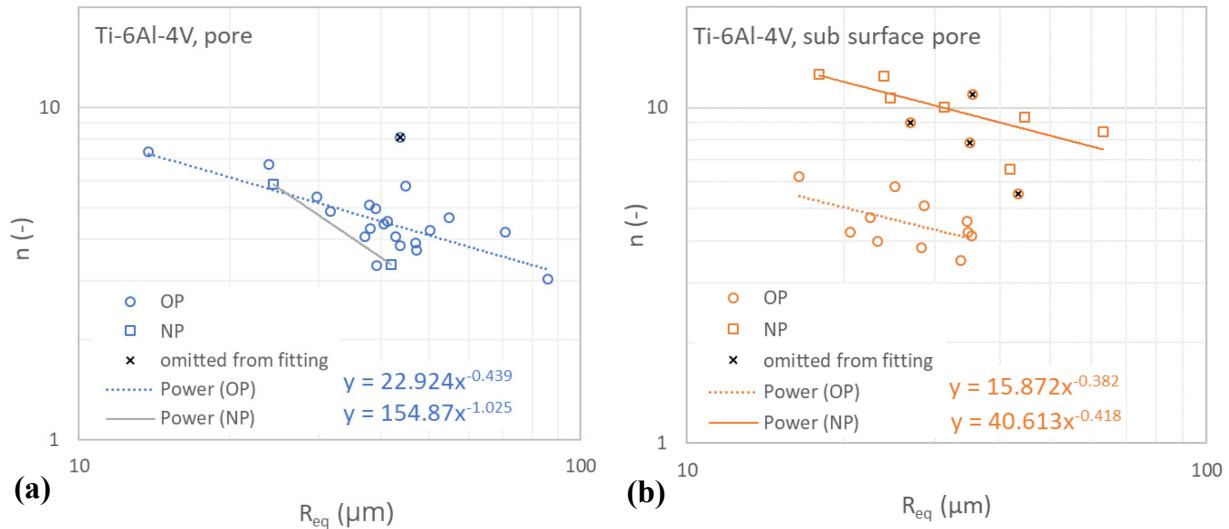 Ti-6Al-4V, pore
10
n (-)
OP
NP
omitted from fitting
Power (OP)
Power (NP)
y = 22.924x^-0.439
y = 154.87x^-1.025
1
10
100
(a)
R_eq (μm)
Ti-6Al-4V, sub surface pore
10
n (-)
OP
NP
omitted from fitting
Power (OP)
Power (NP)
y = 15.872x^-0.382
y = 40.613x^-0.418
1
10
100
(b)
R_eq (μm)